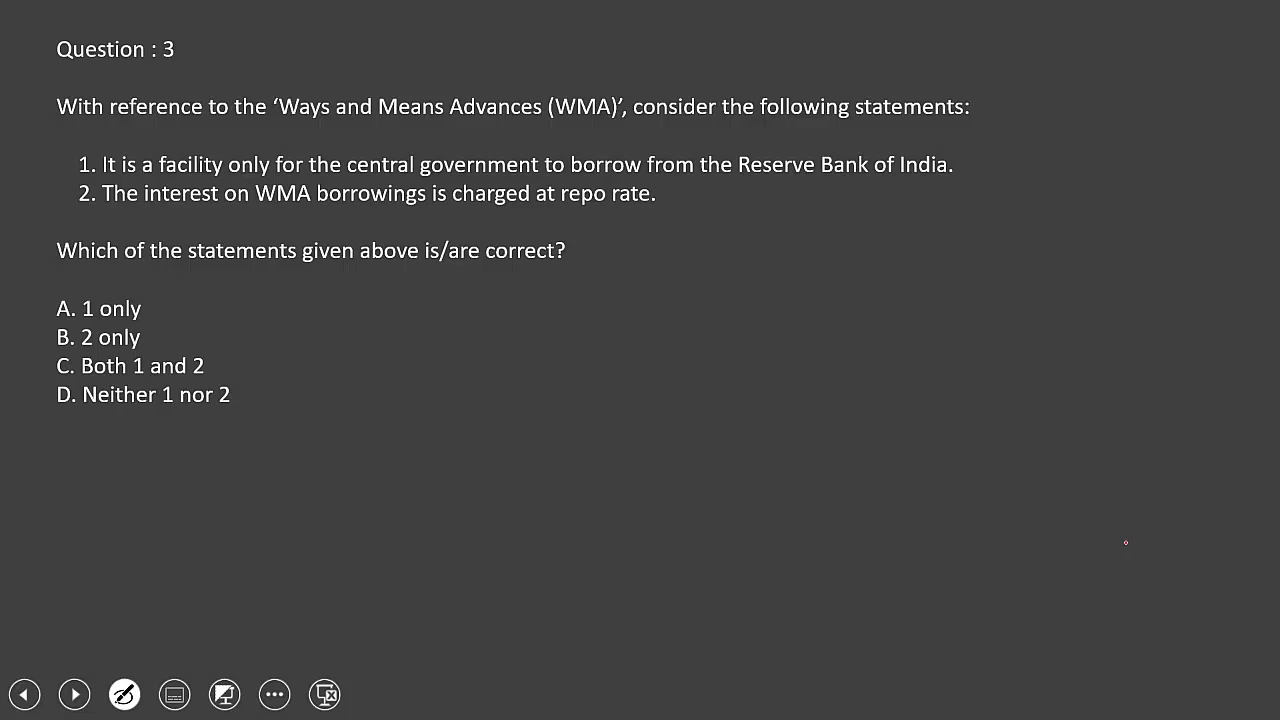 Question : 3
With reference to the ‘Ways and Means Advances (WMA)’, consider the following statements:
1. It is a facility only for the central government to borrow from the Reserve Bank of India.
2. The interest on WMA borrowings is charged at repo rate.
Which of the statements given above is/are correct?
A. 1 only
B. 2 only
C. Both 1 and 2
D. Neither 1 nor 2